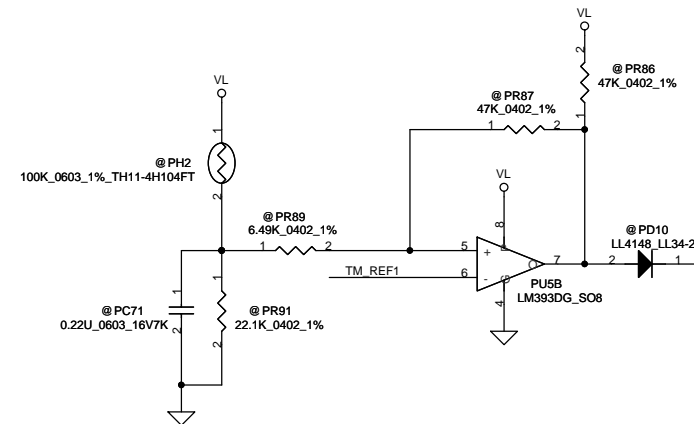 VL
2
@ PR86
47K_0402_1%
1
VL
@ PR87
47K_0402_1%
1
2
1
@ PH2
100K_0603_1%_TH11-4H104FT
2
VL
@ PR89
6.49K_0402_1%
1
2
8
5
+
P
@ PD10
LL4148_LL34-2
O
7
2
1
TM_REF1
6
-
G
PU5B
LM393DG_SO8
4
1
@ PC71
0.22U_0603_16V7K
2
1
@ PR91
22.1K_0402_1%
2